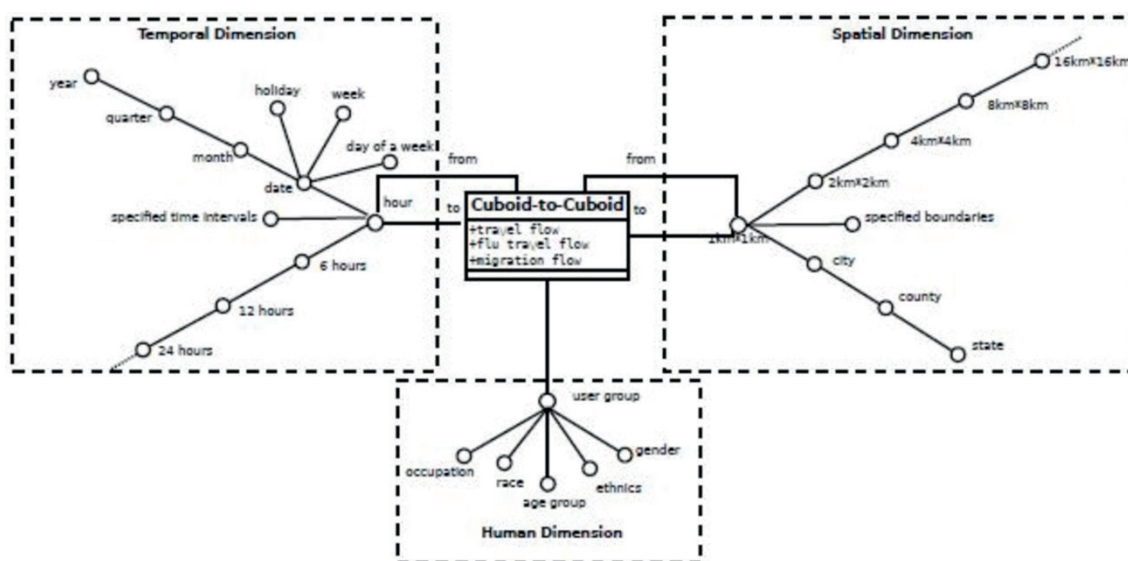 Temporal Dimension
year
quarter
month
holiday
week
day of a week
date
hour
specified time intervals
6 hours
12 hours
24 hours
from
to
Cuboid-to-Cuboid
+travel flow
+flu travel flow
+migration flow
from
to
Spatial Dimension
16km×16km
8km×8km
4km×4km
2km×2km
1km×1km
specified boundaries
city
county
state
user group
occupation
race
age group
ethnics
gender
Human Dimension